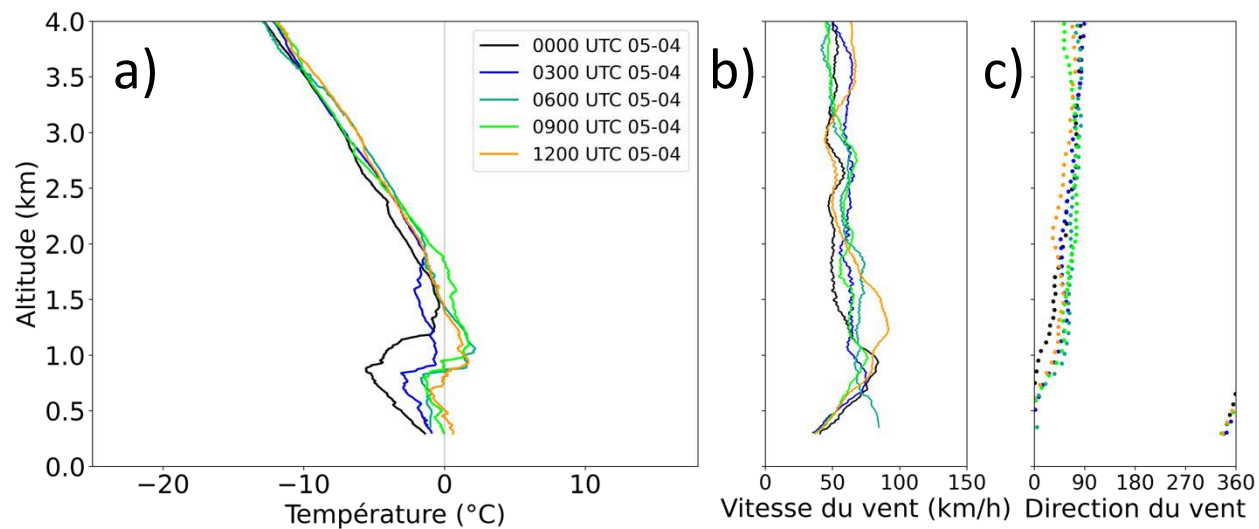 a)
b)
c)
4.0
3.5
3.0
2.5
2.0
1.5
1.0
0.5
0.0
Altitude (km)
0000 UTC 05-04
0300 UTC 05-04
0600 UTC 05-04
0900 UTC 05-04
1200 UTC 05-04
−20
−10
0
10
Température (°C)
0
50
100
150
Vitesse du vent (km/h)
0
90
180
270
360
Direction du vent